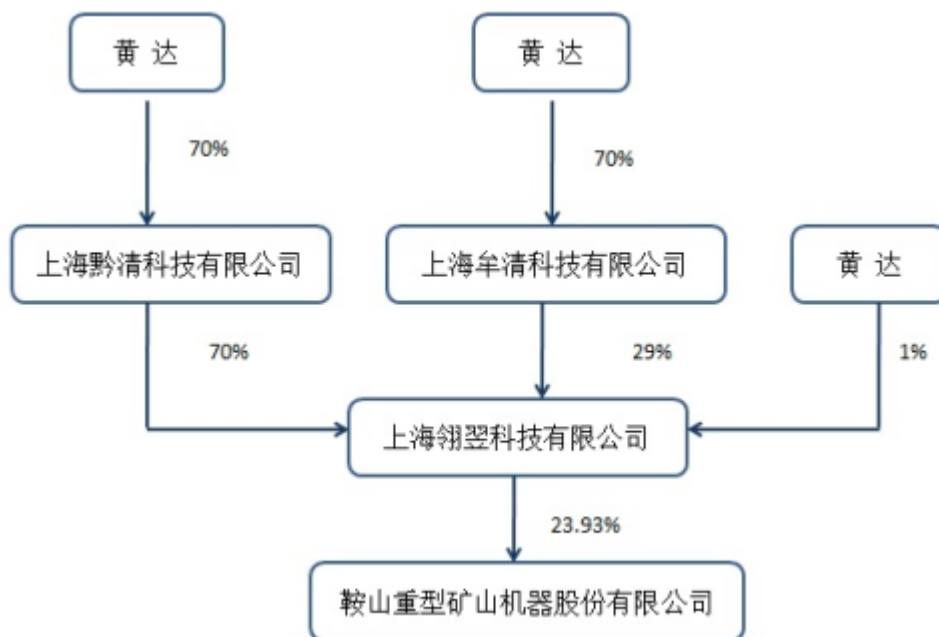 黄 达
黄 达
70%
70%
上海黔清科技有限公司
上海牟清科技有限公司
黄 达
70%
29%
1%
上海翎翌科技有限公司
23.93%
鞍山重型矿山机器股份有限公司